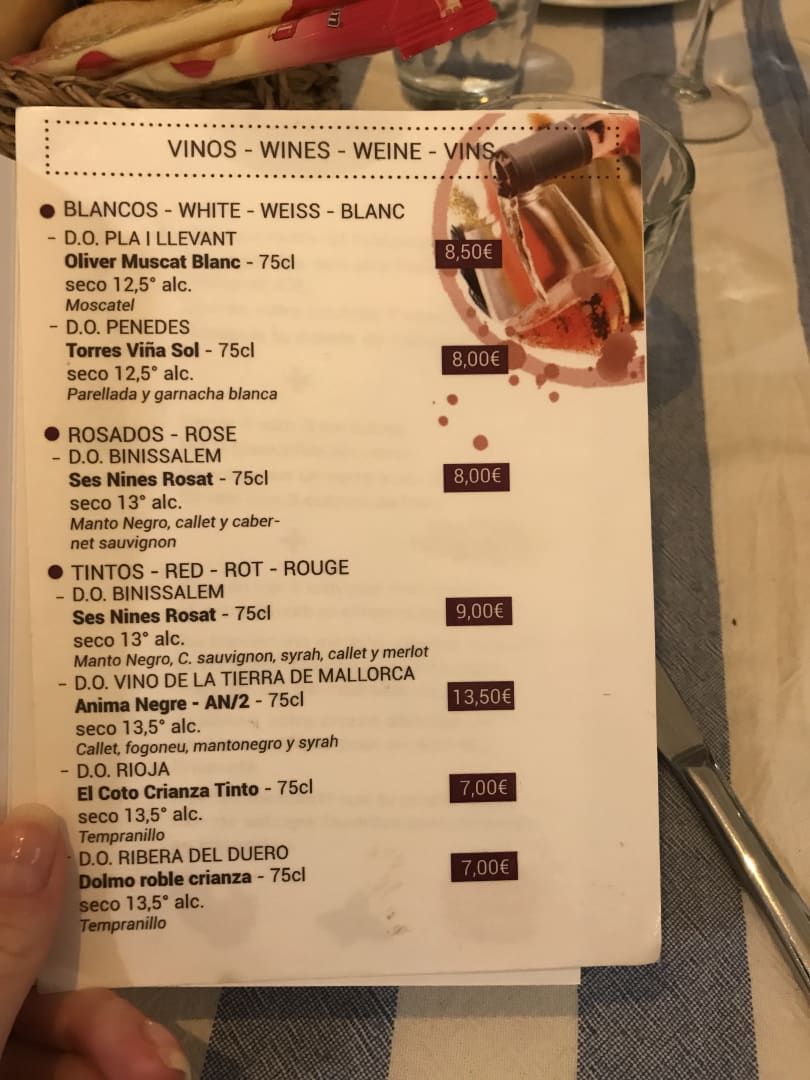 VINOS - WINES - WEINE - VINS
BLANCOS - WHITE - WEISS - BLANC
- D.O. PLA I LLEVANT
Oliver Muscat Blanc - 75cl 8,50€
seco 12,5° alc.
Moscatel
- D.O. PENEDES
Torres Viña Sol - 75cl 8,00€
seco 12,5° alc.
Parellada y garnacha blanca
ROSADOS - ROSE
- D.O. BINISSALEM
Ses Nines Rosat - 75cl 8,00€
seco 13° alc.
Manto Negro, callet y caber-
net sauvignon
TINTOS - RED - ROT - ROUGE
- D.O. BINISSALEM
Ses Nines Rosat - 75cl 9,00€
seco 13° alc.
Manto Negro, C. sauvignon, syrah, callet y merlot
- D.O. VINO DE LA TIERRA DE MALLORCA
Anima Negre - AN/2 - 75cl 13,50€
seco 13,5° alc.
Callet, fogoneu, mantonegro y syrah
- D.O. RIOJA
El Coto Crianza Tinto - 75cl 7,00€
seco 13,5° alc.
Tempranillo
- D.O. RIBERA DEL DUERO
Dolmo roble crianza - 75cl 7,00€
seco 13,5° alc.
Tempranillo